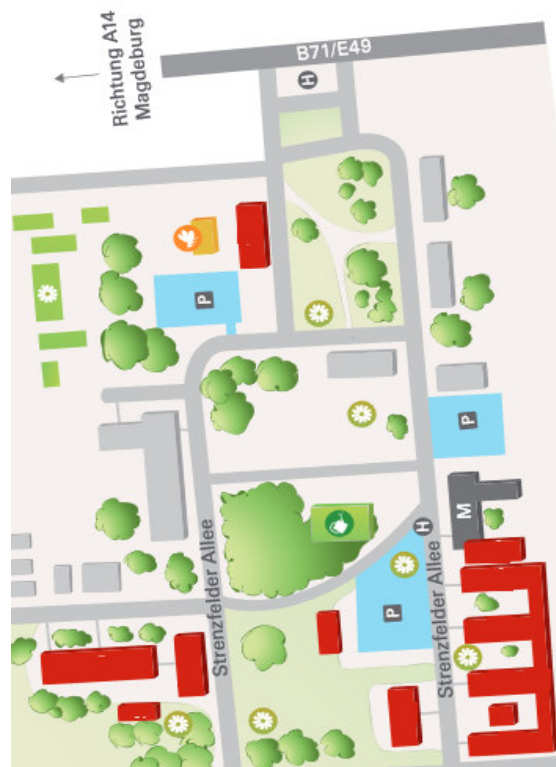 Richtung A14
Magdeburg
B71/E49
H
P
P
M
H
P
Strenzfelder Allee
Strenzfelder Allee